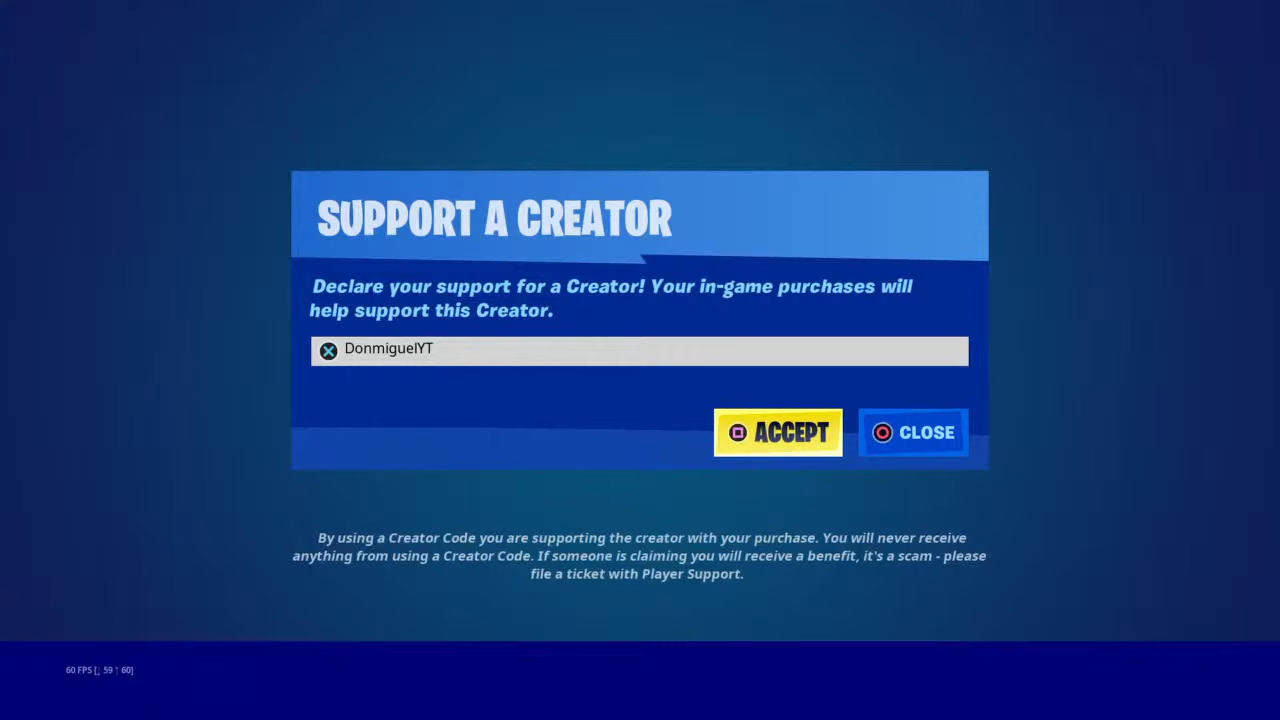 SUPPORT A CREATOR
Declare your support for a Creator! Your in-game purchases will
help support this Creator.
DonmiguelYT
ACCEPT
CLOSE
By using a Creator Code you are supporting the creator with your purchase. You will never receive
anything from using a Creator Code. If someone is claiming you will receive a benefit, it's a scam - please
file a ticket with Player Support.
60 FPS [↓ 59 ↑ 60]